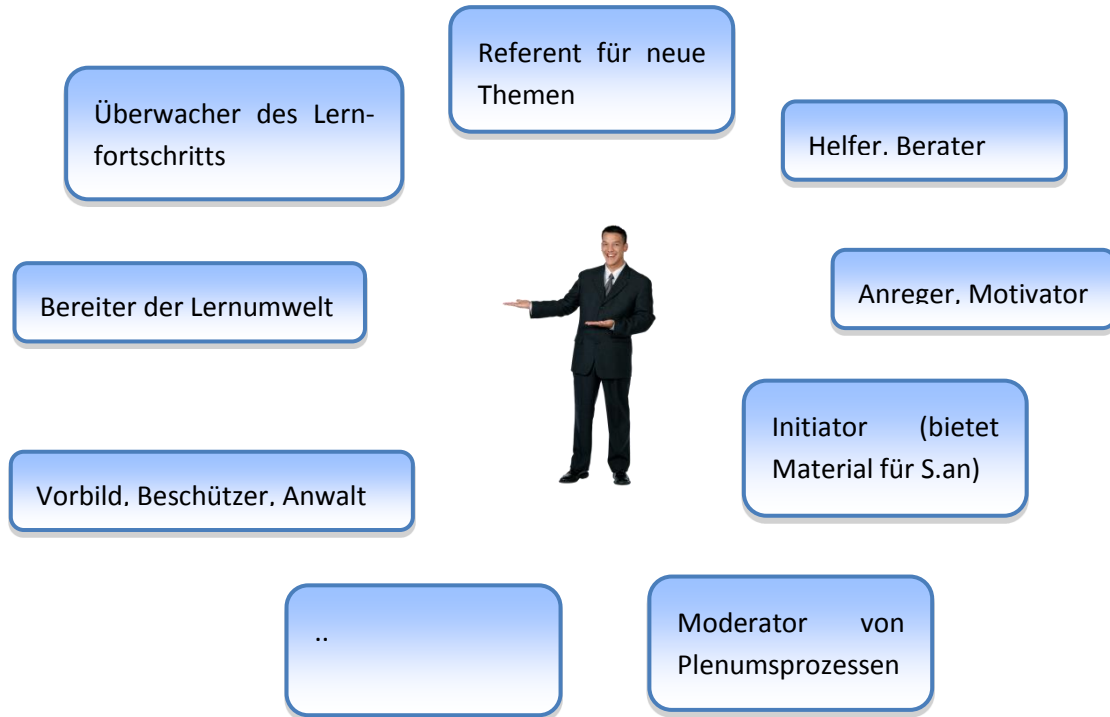 Referent für neue
Themen
Überwacher des Lern-
fortschritts
Helfer, Berater
Bereiter der Lernumwelt
Anreger, Motivator
Initiator (bietet
Material für S.an)
Vorbild, Beschützer, Anwalt
..
Moderator von
Plenumsprozessen